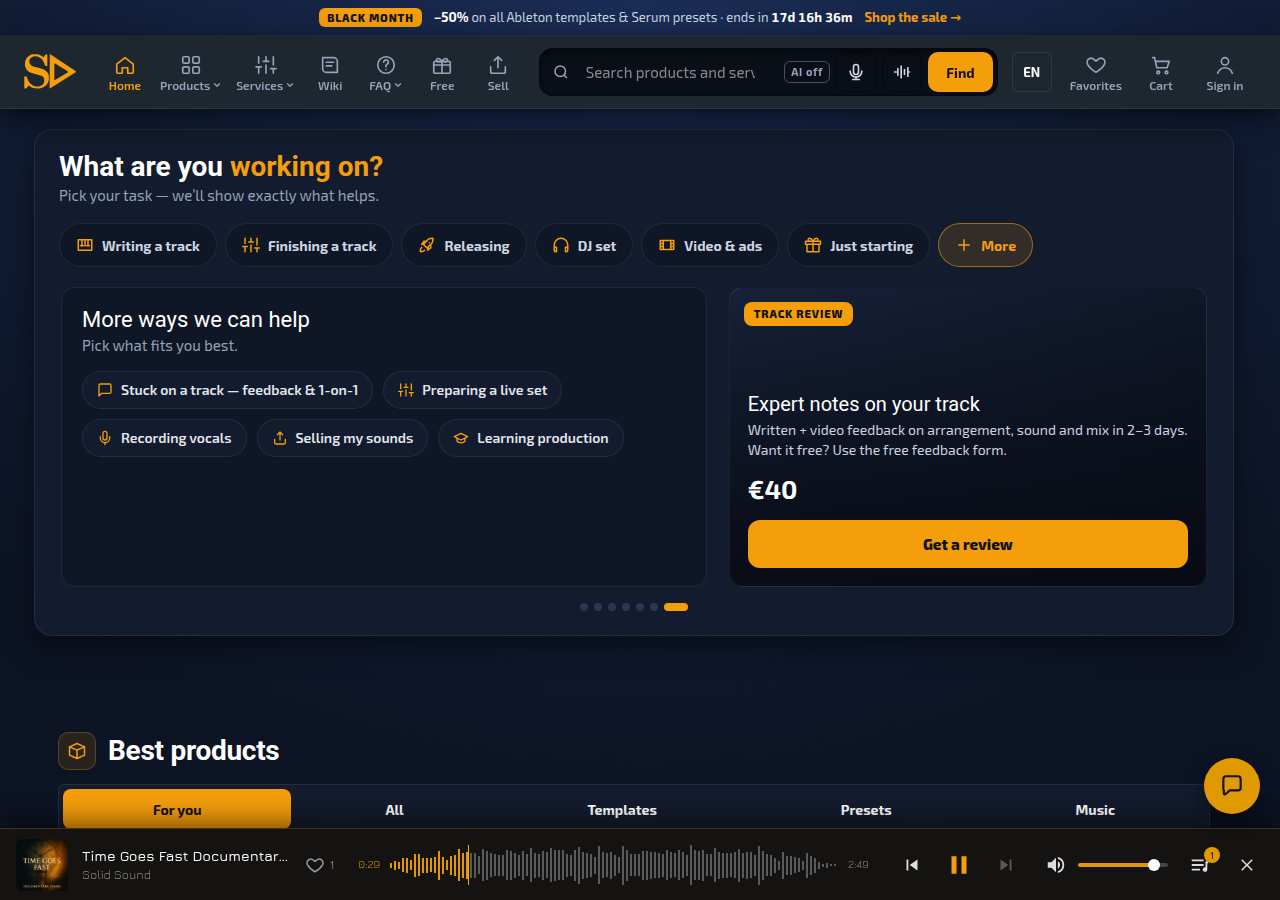 BLACK MONTH –50% on all Ableton templates & Serum presets · ends in 17d 16h 36m Shop the sale →
Home Products Services Wiki FAQ Free Sell Search products and serv AI off Find EN Favorites Cart Sign in
What are you working on?
Pick your task — we'll show exactly what helps.
Writing a track Finishing a track Releasing DJ set Video & ads Just starting More
More ways we can help
Pick what fits you best.
Stuck on a track — feedback & 1-on-1 Preparing a live set
Recording vocals Selling my sounds Learning production
TRACK REVIEW
Expert notes on your track
Written + video feedback on arrangement, sound and mix in 2–3 days.
Want it free? Use the free feedback form.
€40
Get a review
Best products
For you All Templates Presets Music
TIME GOES
FAST
Time Goes Fast Documentar...
Solid Sound
1
0:29
2:49
1